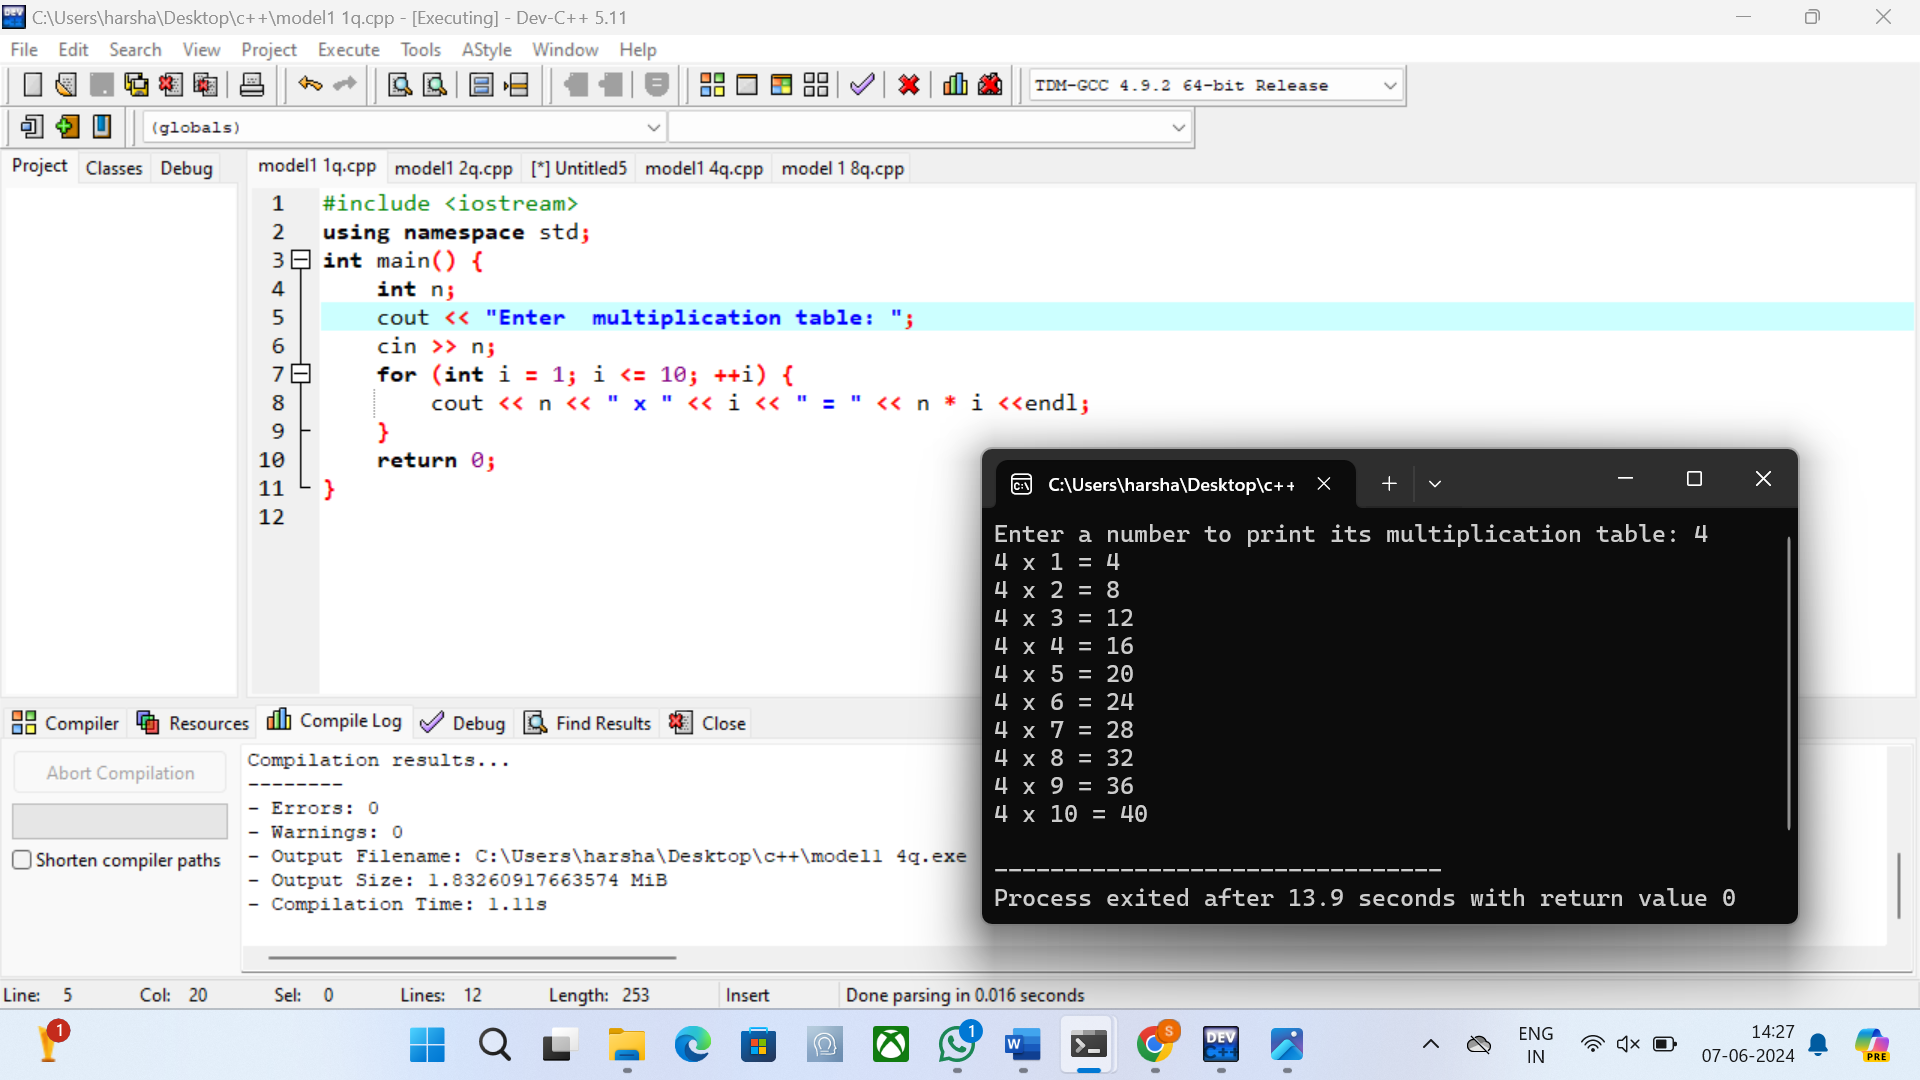 C:\Users\harsha\Desktop\c++\model1 1q.cpp - [Executing] - Dev-C++ 5.11
File Edit Search View Project Execute Tools AStyle Window Help
TDM-GCC 4.9.2 64-bit Release
(globals)
Project Classes Debug
model1 1q.cpp model1 2q.cpp [*] Untitled5 model1 4q.cpp model 1 8q.cpp
1 #include <iostream>
2 using namespace std;
3 int main() {
4 int n;
5 cout << "Enter  multiplication table: ";
6 cin >> n;
7 for (int i = 1; i <= 10; ++i) {
8 cout << n << " x " << i << " = " << n * i <<endl;
9 }
10 return 0;
11 }
12
C:\Users\harsha\Desktop\c++
Enter a number to print its multiplication table: 4
4 x 1 = 4
4 x 2 = 8
4 x 3 = 12
4 x 4 = 16
4 x 5 = 20
4 x 6 = 24
4 x 7 = 28
4 x 8 = 32
4 x 9 = 36
4 x 10 = 40
--------------------------------
Process exited after 13.9 seconds with return value 0
Compiler Resources Compile Log Debug Find Results Close
Abort Compilation
Shorten compiler paths
Compilation results...
--------
- Errors: 0
- Warnings: 0
- Output Filename: C:\Users\harsha\Desktop\c++\model1 4q.exe
- Output Size: 1.83260917663574 MiB
- Compilation Time: 1.11s
Line: 5 Col: 20 Sel: 0 Lines: 12 Length: 253 Insert Done parsing in 0.016 seconds
1
1
W
S
DEV
C++
ENG
IN
14:27
07-06-2024
PRE